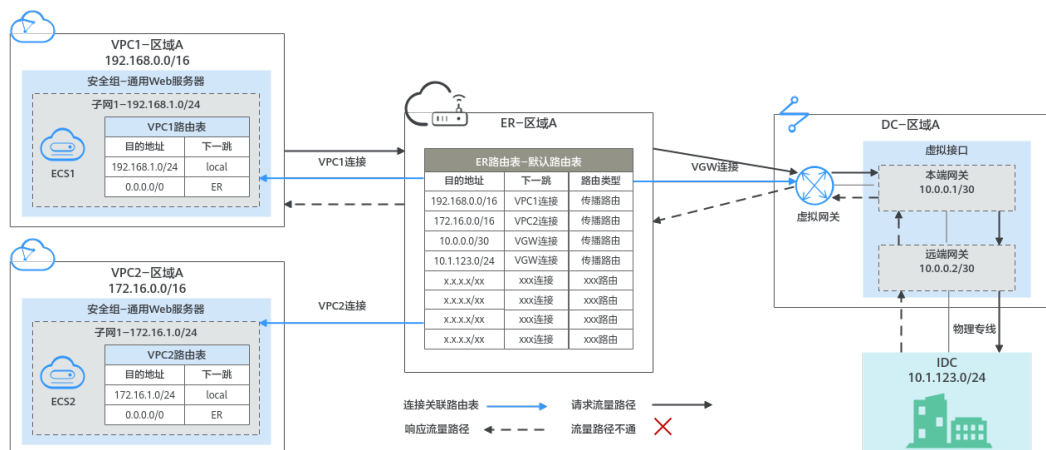 VPC1-区域A
192.168.0.0/16
安全组-通用Web服务器
子网1-192.168.1.0/24
VPC1路由表
目的地址 下一跳
192.168.1.0/24 local
0.0.0.0/0 ER
ECS1
VPC2-区域A
172.16.0.0/16
安全组-通用Web服务器
子网1-172.16.1.0/24
VPC2路由表
目的地址 下一跳
172.16.1.0/24 local
0.0.0.0/0 ER
ECS2
VPC1连接
VPC2连接
ER-区域A
ER路由表-默认路由表
目的地址 下一跳 路由类型
192.168.0.0/16 VPC1连接 传播路由
172.16.0.0/16 VPC2连接 传播路由
10.0.0.0/30 VGW连接 传播路由
10.1.123.0/24 VGW连接 传播路由
x.x.x.x/xx xxx连接 xxx路由
x.x.x.x/xx xxx连接 xxx路由
x.x.x.x/xx xxx连接 xxx路由
x.x.x.x/xx xxx连接 xxx路由
VGW连接
DC-区域A
虚拟接口
本端网关
10.0.0.1/30
虚拟网关
远端网关
10.0.0.2/30
物理专线
IDC
10.1.123.0/24
连接关联路由表 请求流量路径
响应流量路径 流量路径不通